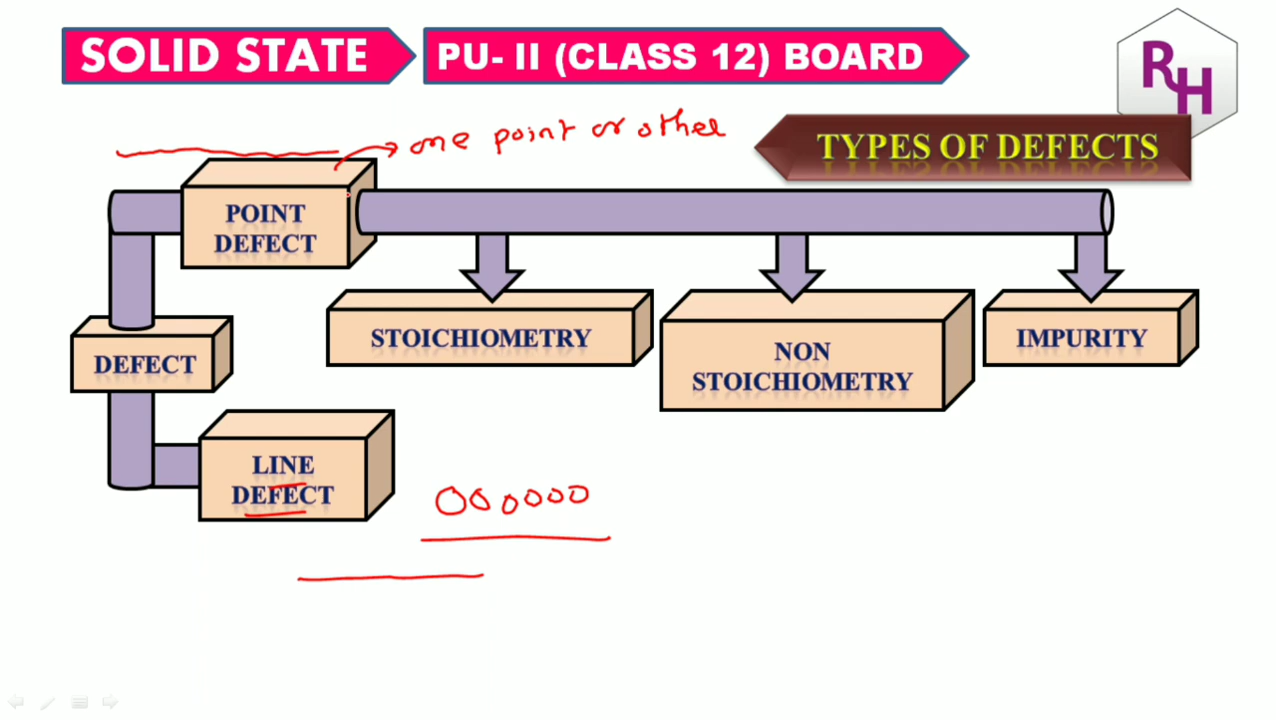 SOLID STATE
PU- II (CLASS 12) BOARD
RH
one point or other
TYPES OF DEFECTS
POINT
DEFECT
STOICHIOMETRY
NON
STOICHIOMETRY
IMPURITY
DEFECT
LINE
DEFECT